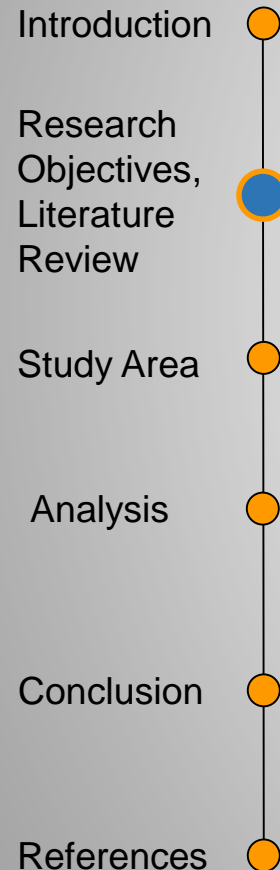 Introduction
Research
Objectives,
Literature
Review
Study Area
Analysis
Conclusion
References